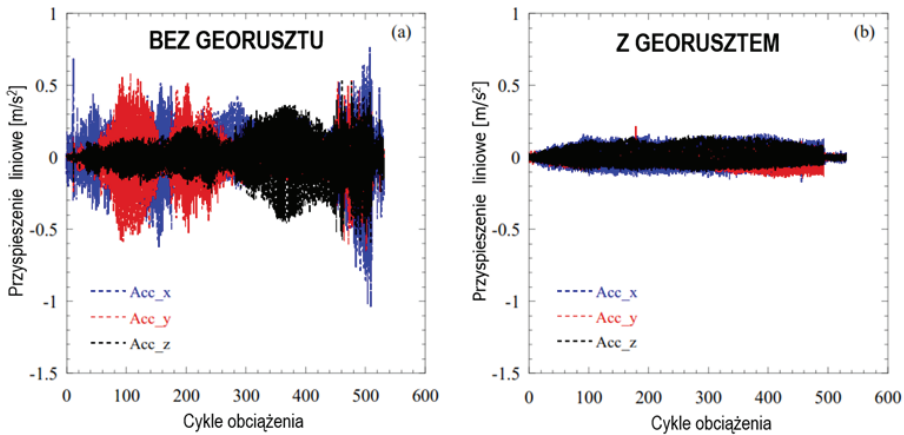 BEZ GEORUSZTU
(a)
Przyspieszenie liniowe [m/s²]
1
0.5
0
-0.5
-1
-1.5
Acc_x
Acc_y
Acc_z
0 100 200 300 400 500 600
Cykle obciążenia
Z GEORUSZTEM
(b)
Przyspieszenie liniowe [m/s²]
1
0.5
0
-0.5
-1
-1.5
Acc_x
Acc_y
Acc_z
0 100 200 300 400 500 600
Cykle obciążenia